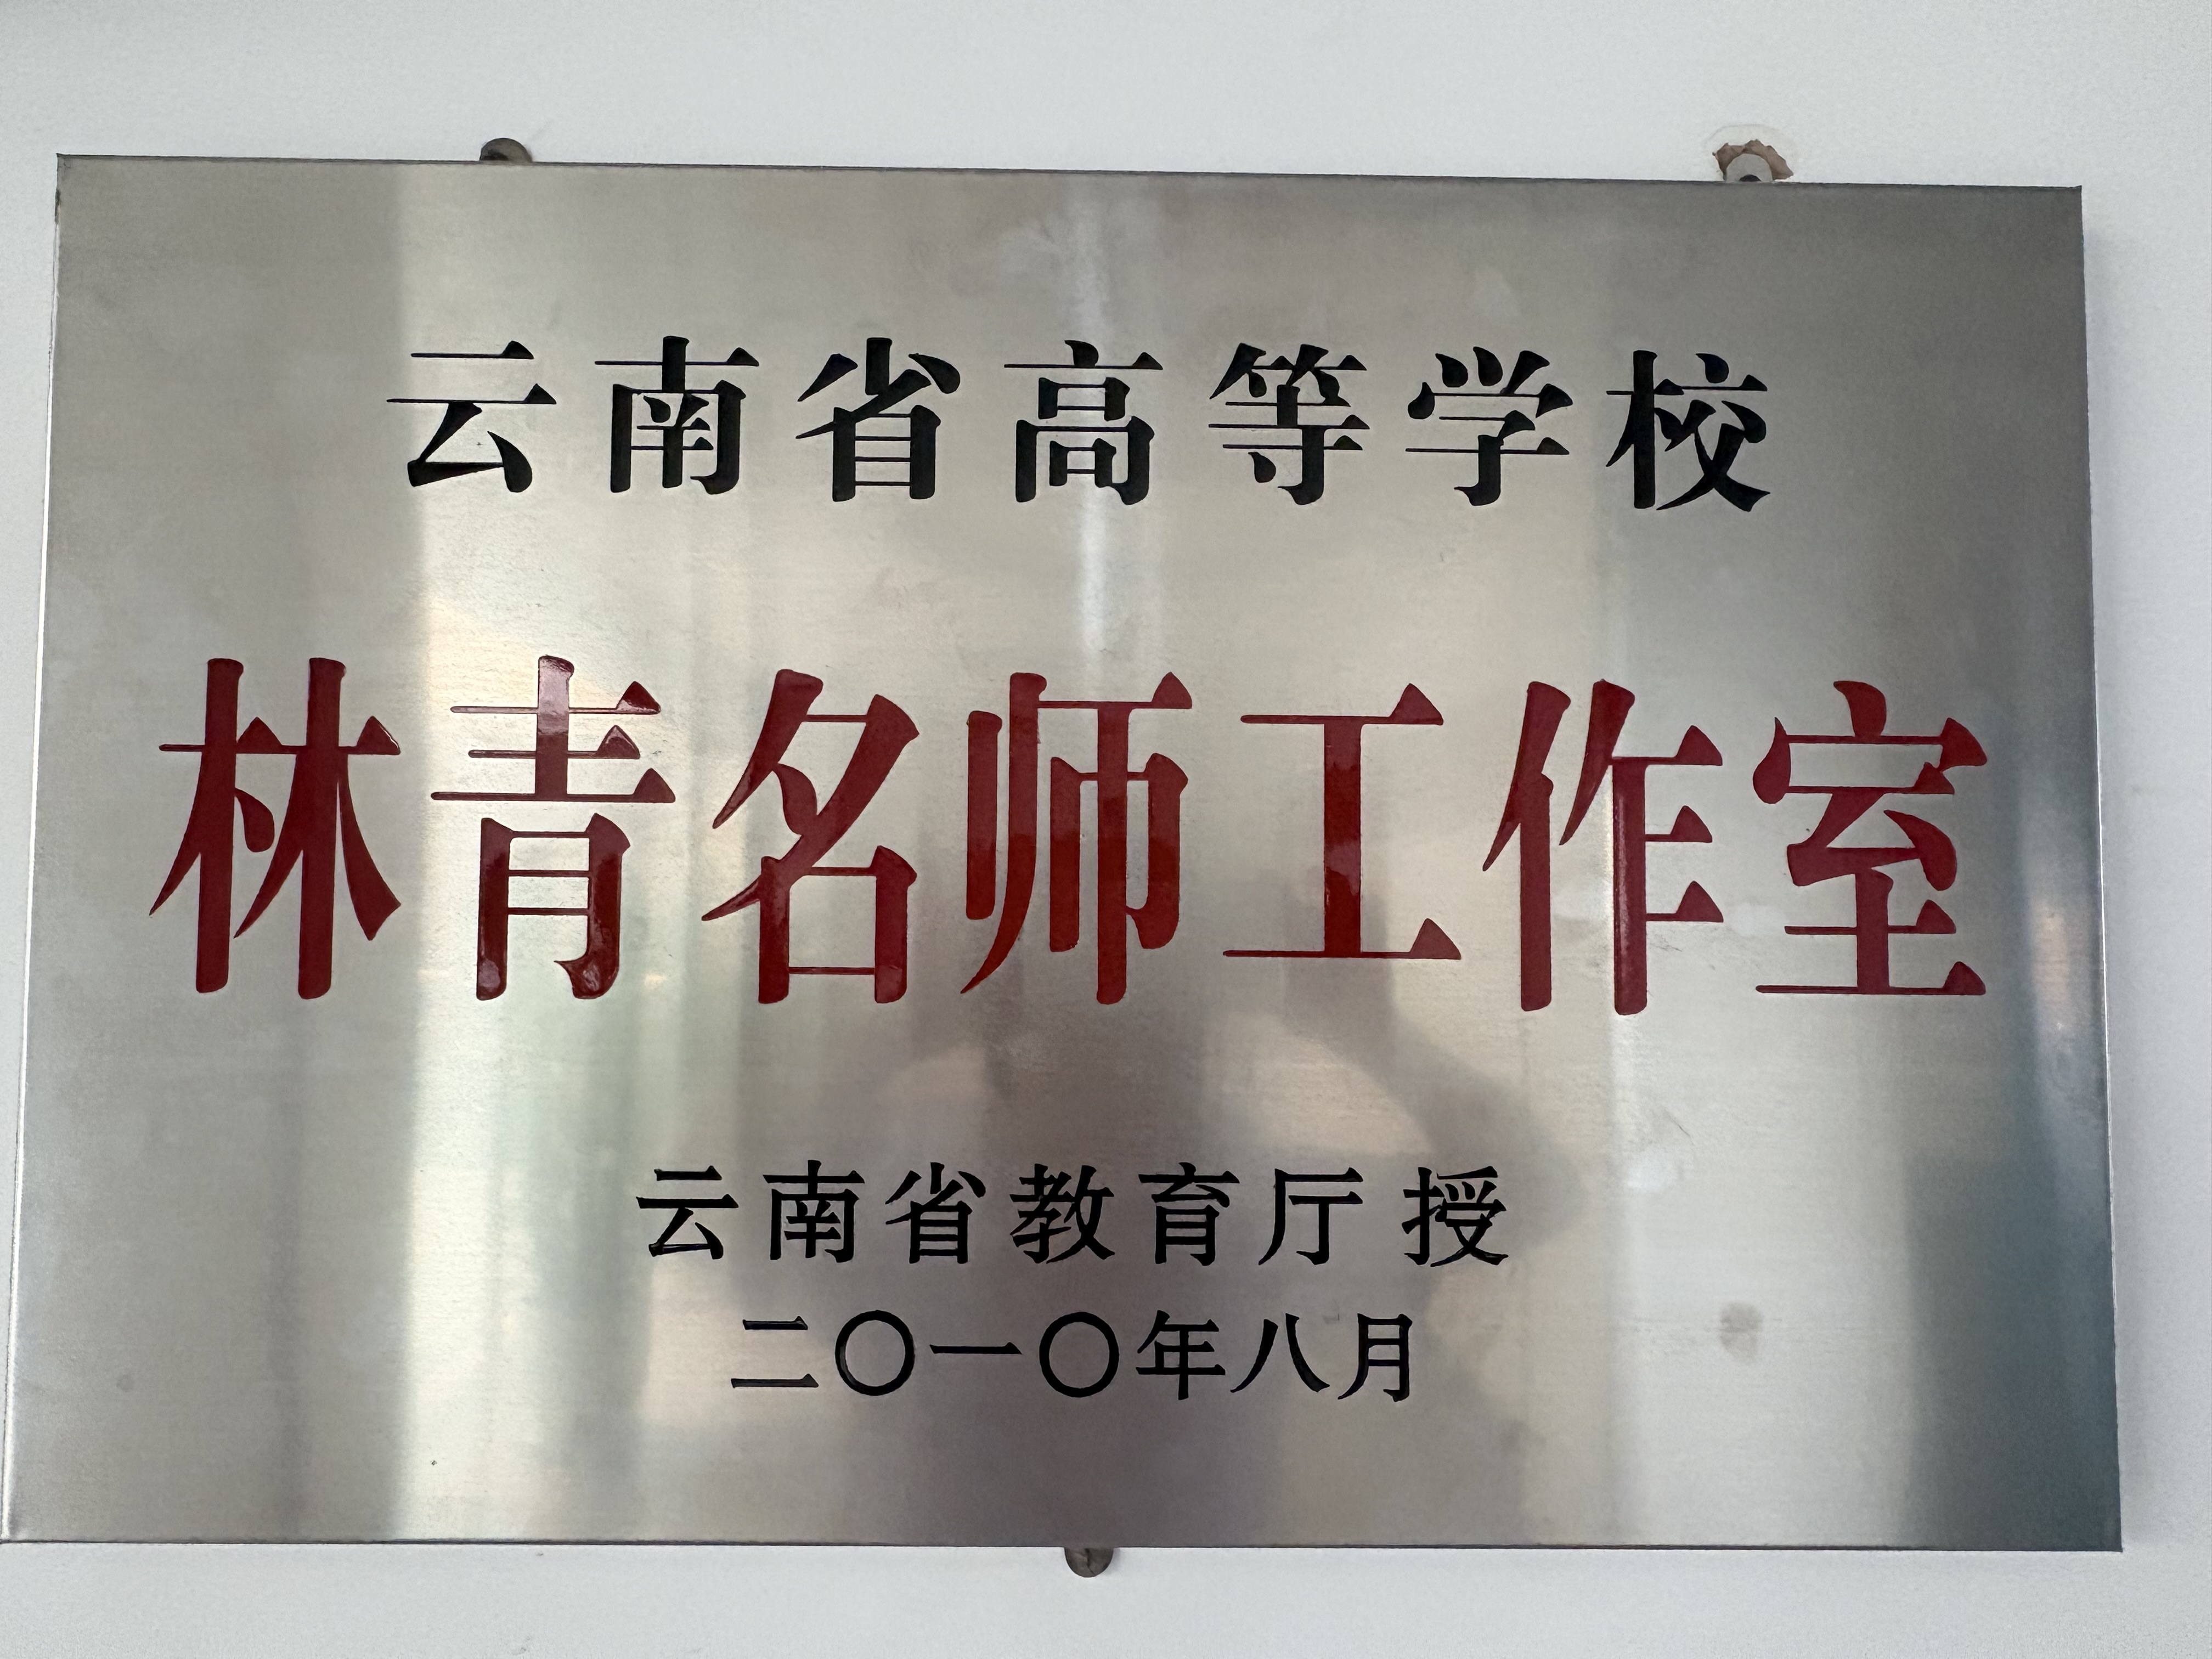 云南省高等学校
林青名师工作室
云南省教育厅 授
二〇一〇年八月